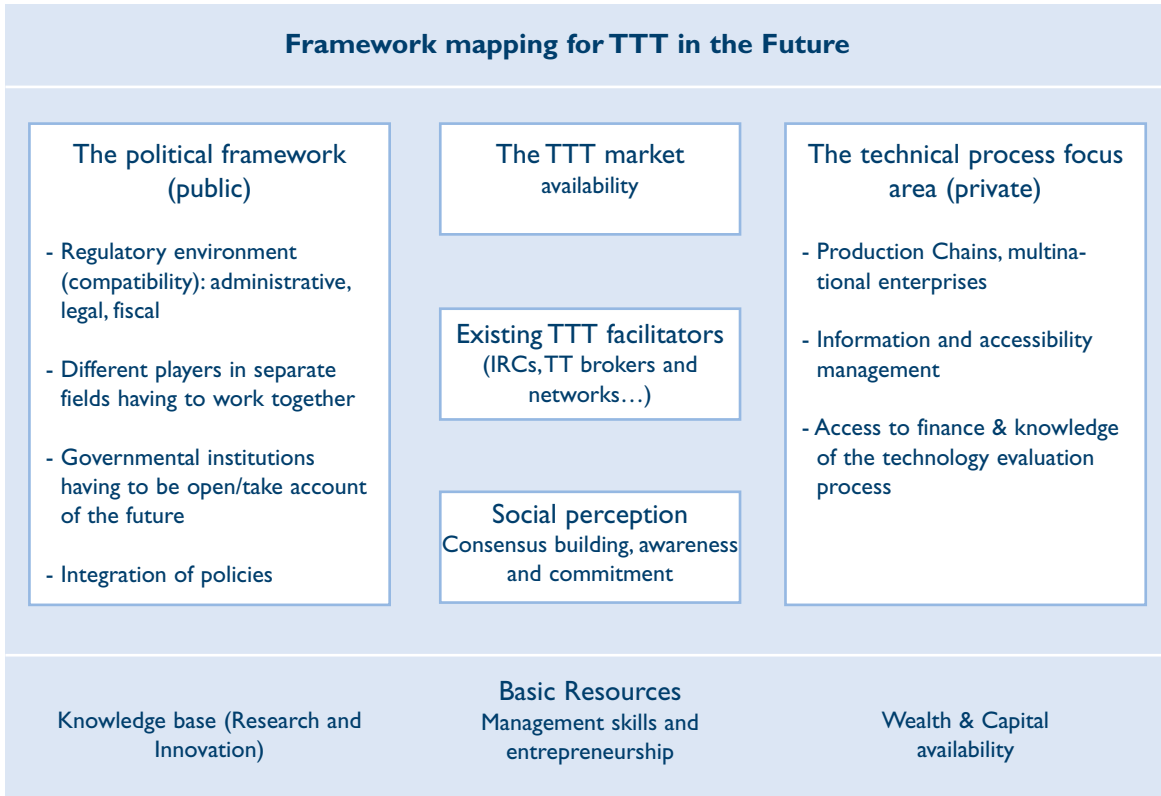 Framework mapping for TTT in the Future
The political framework
(public)
- Regulatory environment
(compatibility): administrative,
legal, fiscal
- Different players in separate
fields having to work together
- Governmental institutions
having to be open/take account
of the future
- Integration of policies
The TTT market
availability
Existing TTT facilitators
(IRCs, TT brokers and
networks…)
Social perception
Consensus building, awareness
and commitment
The technical process focus
area (private)
- Production Chains, multina-
tional enterprises
- Information and accessibility
management
- Access to finance & knowledge
of the technology evaluation
process
Basic Resources
Knowledge base (Research and
Innovation)
Management skills and
entrepreneurship
Wealth & Capital
availability